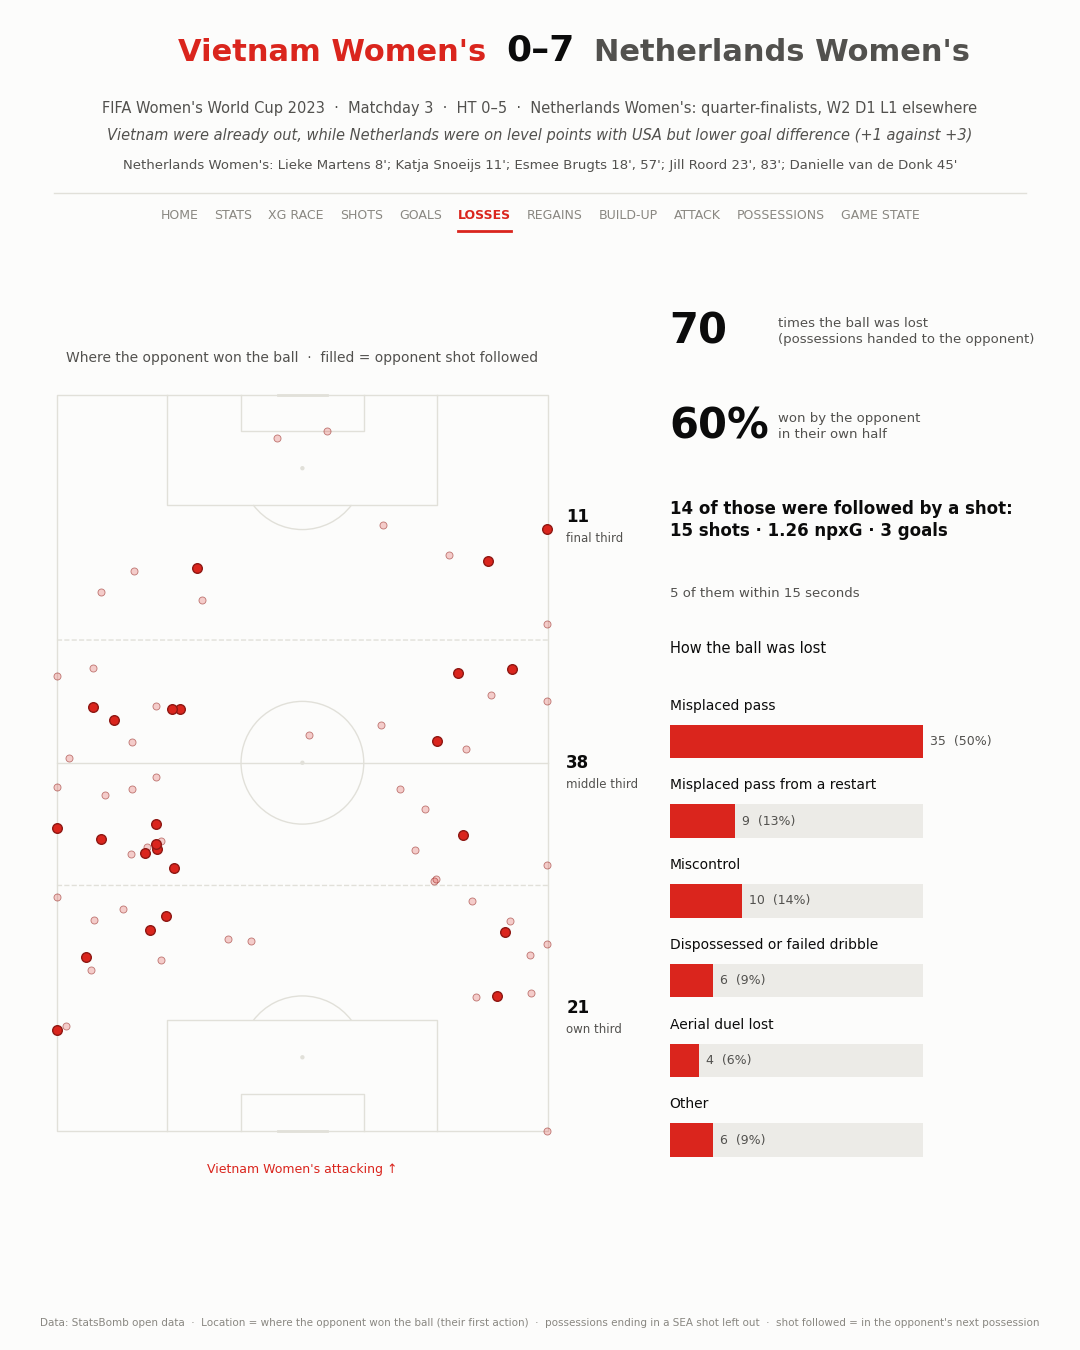 Vietnam Women's 0–7 Netherlands Women's
FIFA Women's World Cup 2023 · Matchday 3 · HT 0–5 · Netherlands Women's: quarter-finalists, W2 D1 L1 elsewhere
Vietnam were already out, while Netherlands were on level points with USA but lower goal difference (+1 against +3)
Netherlands Women's: Lieke Martens 8'; Katja Snoeijs 11'; Esmee Brugts 18', 57'; Jill Roord 23', 83'; Danielle van de Donk 45'
HOME STATS XG RACE SHOTS GOALS LOSSES REGAINS BUILD-UP ATTACK POSSESSIONS GAME STATE
Where the opponent won the ball · filled = opponent shot followed
11
final third
38
middle third
21
own third
Vietnam Women's attacking ↑
70
times the ball was lost
(possessions handed to the opponent)
60%
won by the opponent
in their own half
14 of those were followed by a shot:
15 shots · 1.26 npxG · 3 goals
5 of them within 15 seconds
How the ball was lost
Misplaced pass
35 (50%)
Misplaced pass from a restart
9 (13%)
Miscontrol
10 (14%)
Dispossessed or failed dribble
6 (9%)
Aerial duel lost
4 (6%)
Other
6 (9%)
Data: StatsBomb open data · Location = where the opponent won the ball (their first action) · possessions ending in a SEA shot left out · shot followed = in the opponent's next possession